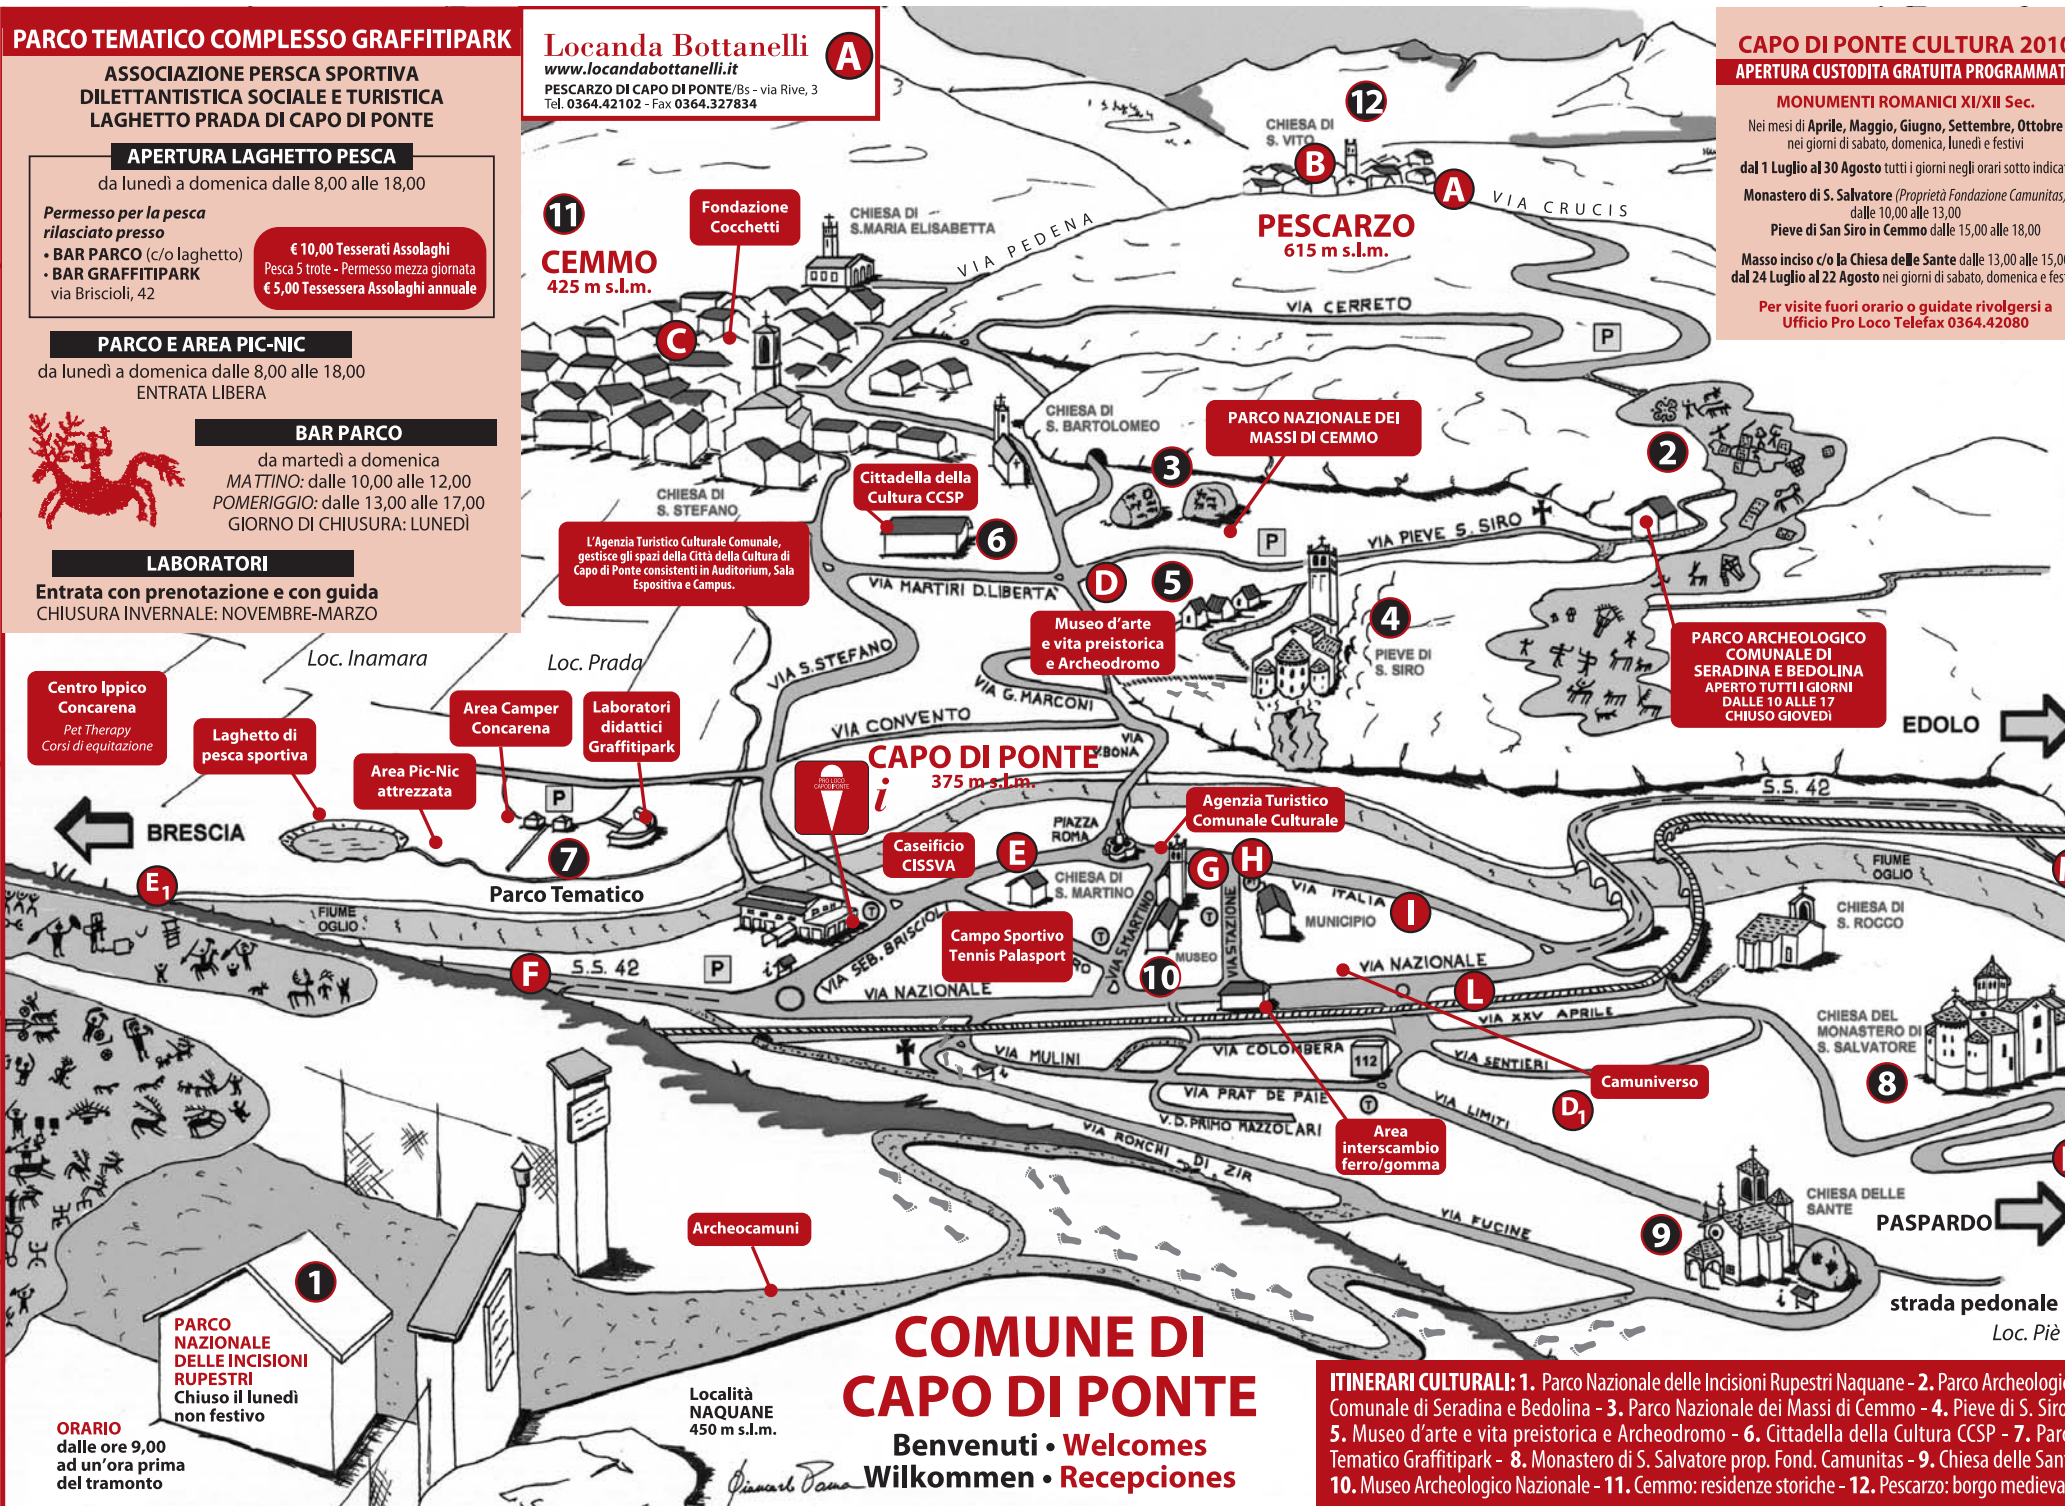 PARCO TEMATICO COMPLESSO GRAFFITIPARK
ASSOCIAZIONE PERSCA SPORTIVA
DILETTANTISTICA SOCIALE E TURISTICA
LAGHETTO PRADA DI CAPO DI PONTE
APERTURA LAGHETTO PESCA
da lunedì a domenica dalle 8,00 alle 18,00
Permesso per la pesca
rilasciato presso
• BAR PARCO (c/o laghetto)
• BAR GRAFFITIPARK
via Briscioli, 42
€ 10,00 Tesserati Assolaghi
Pesca 5 trote - Permesso mezza giornata
€ 5,00 Tessessera Assolaghi annuale
PARCO E AREA PIC-NIC
da lunedì a domenica dalle 8,00 alle 18,00
ENTRATA LIBERA
BAR PARCO
da martedì a domenica
MATTINO: dalle 10,00 alle 12,00
POMERIGGIO: dalle 13,00 alle 17,00
GIORNO DI CHIUSURA: LUNEDÌ
LABORATORI
Entrata con prenotazione e con guida
CHIUSURA INVERNALE: NOVEMBRE-MARZO
Locanda Bottanelli
www.locandabottanelli.it
PESCARZO DI CAPO DI PONTE/Bs - via Rive, 3
Tel. 0364.42102 - Fax 0364.327834
A
CAPO DI PONTE CULTURA 2010
APERTURA CUSTODITA GRATUITA PROGRAMMAT
MONUMENTI ROMANICI XI/XII Sec.
Nei mesi di Aprile, Maggio, Giugno, Settembre, Ottobre
nei giorni di sabato, domenica, lunedì e festivi
dal 1 Luglio al 30 Agosto tutti i giorni negli orari sotto indicat
Monastero di S. Salvatore (Proprietà Fondazione Camunitas)
dalle 10,00 alle 13,00
Pieve di San Siro in Cemmo dalle 15,00 alle 18,00
Masso inciso c/o la Chiesa delle Sante dalle 13,00 alle 15,00
dal 24 Luglio al 22 Agosto nei giorni di sabato, domenica e fest
Per visite fuori orario o guidate rivolgersi a
Ufficio Pro Loco Telefax 0364.42080
12
CHIESA DI
S. VITO
B
A
PESCARZO
615 m s.l.m.
VIA CRUCIS
11
CEMMO
425 m s.l.m.
Fondazione
Cocchetti
CHIESA DI
S.MARIA ELISABETTA
VIA PEDENA
VIA CERRETO
P
C
CHIESA DI
S. BARTOLOMEO
PARCO NAZIONALE DEI
MASSI DI CEMMO
2
3
Cittadella della
Cultura CCSP
6
CHIESA DI
S. STEFANO
L'Agenzia Turistico Culturale Comunale,
gestisce gli spazi della Città della Cultura di
Capo di Ponte consistenti in Auditorium, Sala
Espositiva e Campus.
P
VIA PIEVE S. SIRO
VIA MARTIRI D.LIBERTA'
D
5
4
Museo d'arte
e vita preistorica
e Archeodromo
PIEVE DI
S. SIRO
PARCO ARCHEOLOGICO
COMUNALE DI
SERADINA E BEDOLINA
APERTO TUTTI I GIORNI
DALLE 10 ALLE 17
CHIUSO GIOVEDÌ
EDOLO
Loc. Inamara
Loc. Prada
VIA S.STEFANO
VIA G.MARCONI
VIA CONVENTO
VIA
V.BONA
Centro Ippico
Concarena
Pet Therapy
Corsi di equitazione
Laghetto di
pesca sportiva
Area Pic-Nic
attrezzata
Area Camper
Concarena
Laboratori
didattici
Graffitipark
CAPO DI PONTE
375 m s.l.m.
PRO LOCO
CAPODIPONTE
i
BRESCIA
P
7
Parco Tematico
E1
FIUME
OGLIO
Caseificio
CISSVA
E
PIAZZA
ROMA
Agenzia Turistico
Comunale Culturale
CHIESA DI
S. MARTINO
G
H
VIA ITALIA
I
MUNICIPIO
S.S. 42
FIUME
OGLIO
CHIESA DI
S. ROCCO
F
S.S. 42
P
i
T
VIA SEB. BRISCIOLI
Campo Sportivo
Tennis Palasport
T
VIA S.MARTINO
MUSEO
10
T
VIA STAZIONE
VIA NAZIONALE
VIA NAZIONALE
L
VIA XXV APRILE
CHIESA DEL
MONASTERO DI
S. SALVATORE
8
VIA MULINI
i
VIA COLOMBERA
112
VIA SENTIERI
Camuniverso
VIA PRAT DE PAIE
T
VIA LIMITI
D1
V.D.PRIMO MAZZOLARI
VIA RONCHI DI ZIR
Area
interscambio
ferro/gomma
VIA FUCINE
CHIESA DELLE
SANTE
9
PASPARDO
i
strada pedonale
Loc. Piè
Archeocamuni
1
PARCO
NAZIONALE
DELLE INCISIONI
RUPESTRI
Chiuso il lunedì
non festivo
ORARIO
dalle ore 9,00
ad un'ora prima
del tramonto
Località
NAQUANE
450 m s.l.m.
COMUNE DI
CAPO DI PONTE
Benvenuti • Welcomes
Wilkommen • Recepciones
ITINERARI CULTURALI: 1. Parco Nazionale delle Incisioni Rupestri Naquane - 2. Parco Archeologic
Comunale di Seradina e Bedolina - 3. Parco Nazionale dei Massi di Cemmo - 4. Pieve di S. Siro
5. Museo d'arte e vita preistorica e Archeodromo - 6. Cittadella della Cultura CCSP - 7. Parc
Tematico Graffitipark - 8. Monastero di S. Salvatore prop. Fond. Camunitas - 9. Chiesa delle Sant
10. Museo Archeologico Nazionale - 11. Cemmo: residenze storiche - 12. Pescarzo: borgo medieval